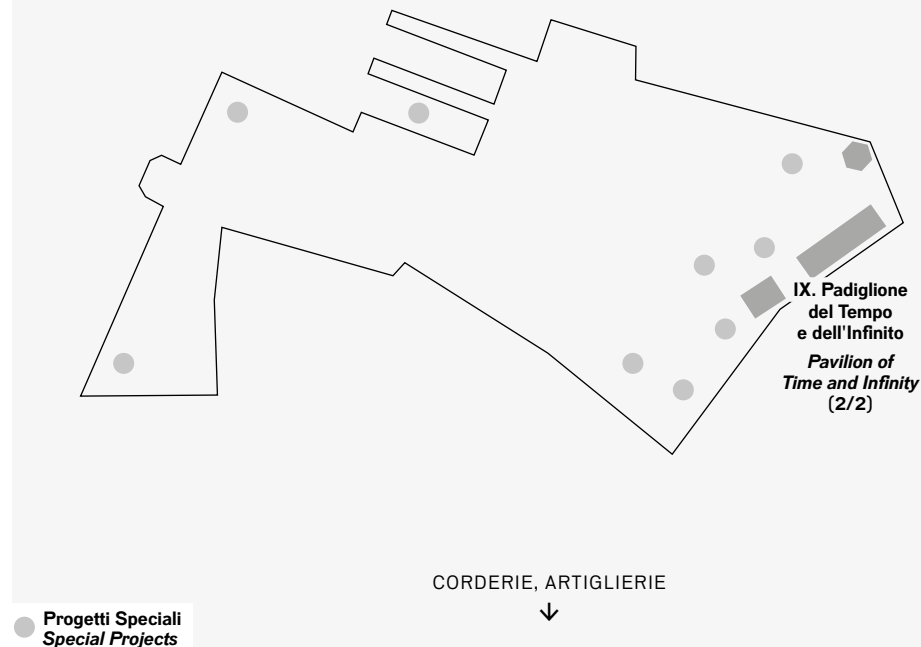 IX. Padiglione
del Tempo
e dell'Infinito
Pavilion of
Time and Infinity
(2/2)
CORDERIE, ARTIGLIERIE
↓
Progetti Speciali
Special Projects